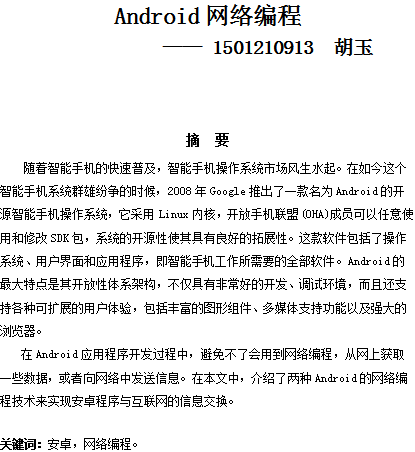 Android 网络编程
—— 1501210913 胡玉
摘 要
随着智能手机的快速普及，智能手机操作系统市场风生水起。在如今这个
智能手机系统群雄纷争的时候，2008 年 Google 推出了一款名为 Android 的开
源智能手机操作系统，它采用 Linux 内核，开放手机联盟(OHA)成员可以任意使
用和修改 SDK 包，系统的开源性使其具有良好的拓展性。这款软件包括了操作
系统、用户界面和应用程序，即智能手机工作所需要的全部软件。Android 的
最大特点是其开放性体系架构，不仅具有非常好的开发、调试环境，而且还支
持各种可扩展的用户体验，包括丰富的图形组件、多媒体支持功能以及强大的
浏览器。
在 Android 应用程序开发过程中，避免不了会用到网络编程，从网上获取
一些数据，或者向网络中发送信息。在本文中，介绍了两种 Android 的网络编
程技术来实现安卓程序与互联网的信息交换。
关键词：安卓，网络编程。